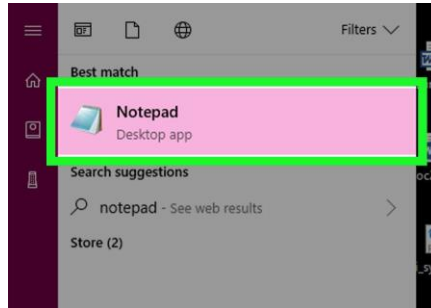 Filters
Best match
Notepad
Desktop app
Search suggestions
notepad - See web results
Store (2)